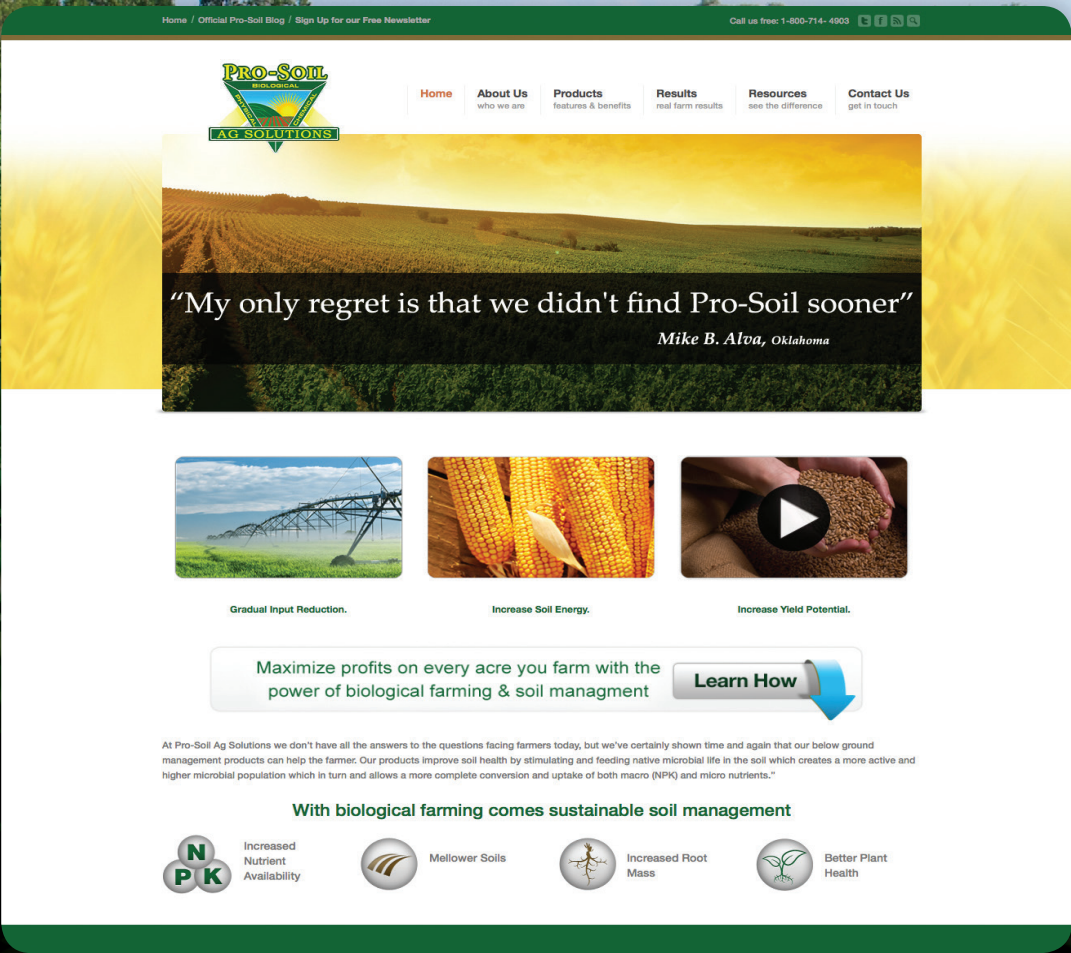 Home / Official Pro-Soil Blog / Sign Up for our Free Newsletter
Call us free: 1-800-714- 4903
PRO-SOIL
BIOLOGICAL
PHYSICAL
CHEMICAL
AG SOLUTIONS
Home
About Us
who we are
Products
features & benefits
Results
real farm results
Resources
see the difference
Contact Us
get in touch
“My only regret is that we didn't find Pro-Soil sooner”
Mike B. Alva, Oklahoma
Gradual Input Reduction.
Increase Soil Energy.
Increase Yield Potential.
Maximize profits on every acre you farm with the
power of biological farming & soil managment
Learn How
At Pro-Soil Ag Solutions we don't have all the answers to the questions facing farmers today, but we've certainly shown time and again that our below ground
management products can help the farmer. Our products improve soil health by stimulating and feeding native microbial life in the soil which creates a more active and
higher microbial population which in turn and allows a more complete conversion and uptake of both macro (NPK) and micro nutrients.”
With biological farming comes sustainable soil management
N
P K
Increased
Nutrient
Availability
Mellower Soils
Increased Root
Mass
Better Plant
Health